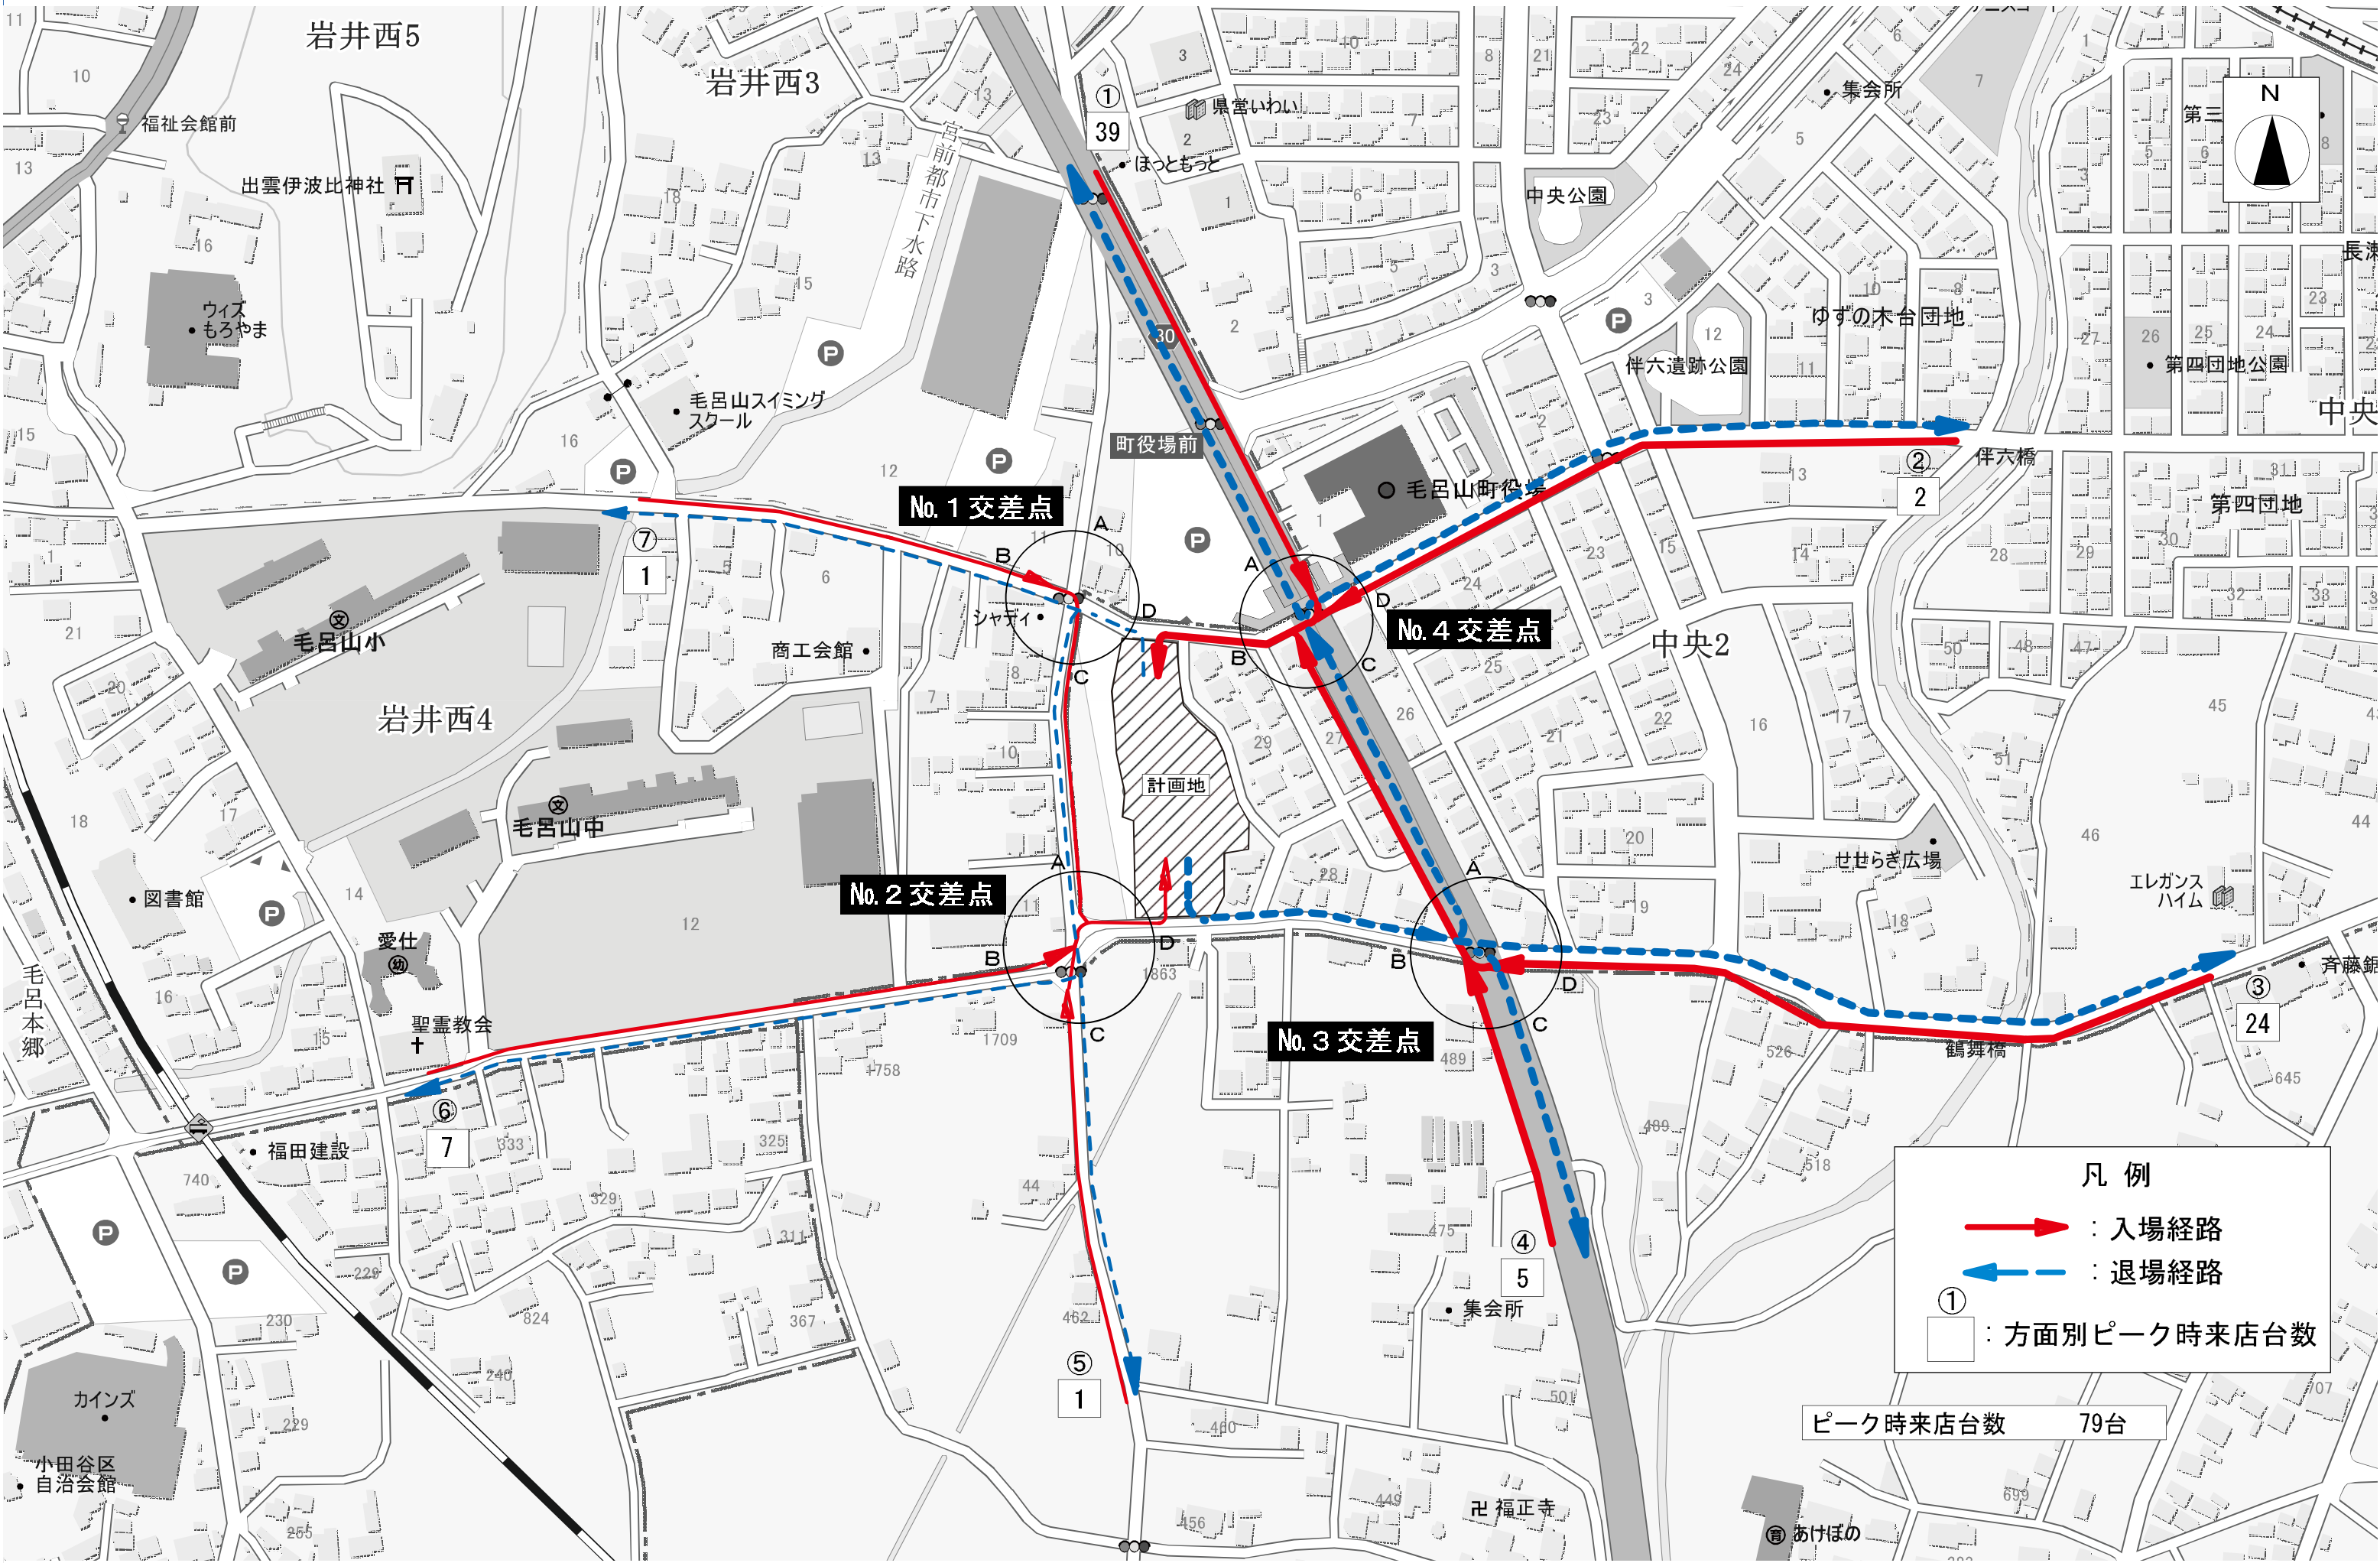 岩井西5
岩井西3
福祉会館前
出雲伊波比神社
ウィズ
もろやま
宮前都市下水路
①
39
県営いわい
ほっともっと
30
町役場前
毛呂山スイミング
スクール
集会所
中央公園
伴六遺跡公園
ゆずの木台団地
第四団地公園
N
毛呂山町役場
伴六橋
②
2
第四団地
No.1 交差点
A
B
C
D
シャディ
⑦
1
毛呂山小
商工会館
岩井西4
毛呂山中
No.4 交差点
A
B
C
D
中央2
計画地
せせらぎ広場
エレガンス
ハイム
図書館
愛仕
聖霊教会
毛呂本郷
No.2 交差点
A
B
C
D
No.3 交差点
A
B
C
D
鶴舞橋
③
24
⑥
7
福田建設
④
5
集会所
⑤
1
カインズ
小田谷区
自治会館
福正寺
あけぼの
凡 例
：入場経路
：退場経路
①
：方面別ピーク時来店台数
ピーク時来店台数 79台